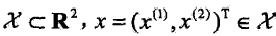 𝒳 ⊂ R², x = (x⁽¹⁾, x⁽²⁾)ᵀ ∈ 𝒳